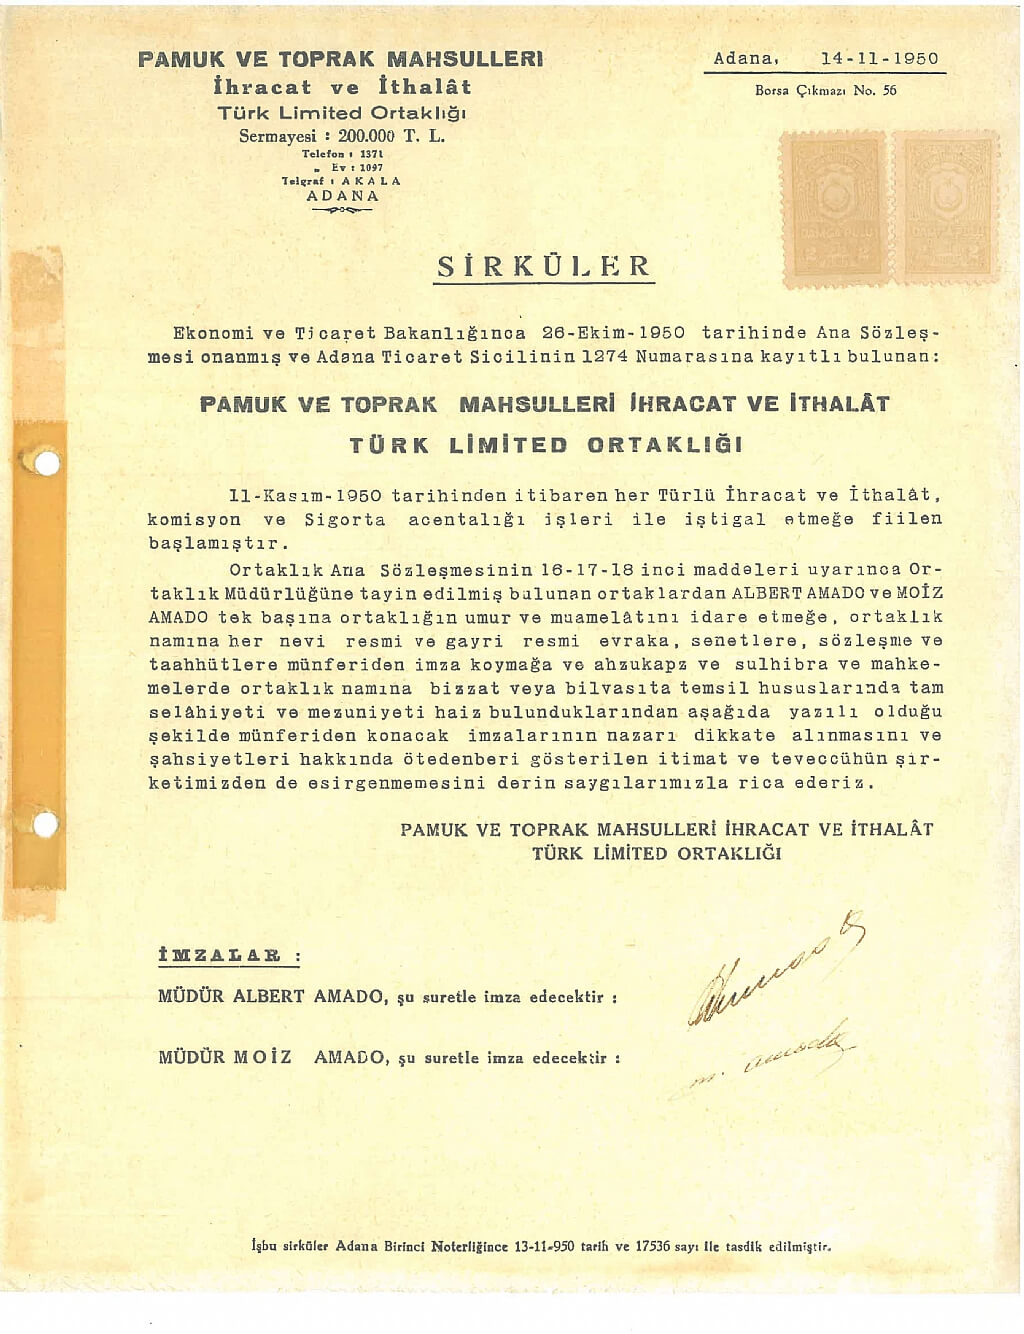 PAMUK VE TOPRAK MAHSULLERİ
İhracat ve İthalât
Türk Limited Ortaklığı
Sermayesi : 200.000 T. L.
Telefon : 1371
„ Ev : 1097
Telgraf : AKALA
ADANA
Adana, 14-11-1950
Borsa Çıkmazı No. 56
DAMGA PULU
DAMGA PULU
SİRKÜLER
Ekonomi ve Ticaret Bakanlığınca 26-Ekim-1950 tarihinde Ana Sözleş-
mesi onanmış ve Adana Ticaret Sicilinin 1274 Numarasına kayıtlı bulunan:
PAMUK VE TOPRAK MAHSULLERİ İHRACAT VE İTHALÂT
TÜRK LİMİTED ORTAKLIĞI
11-Kasım-1950 tarihinden itibaren her Türlü İhracat ve İthalât,
komisyon ve Sigorta acentalığı işleri ile iştigal etmeğe fiilen
başlamıştır.
Ortaklık Ana Sözleşmesinin 16-17-18 inci maddeleri uyarınca Or-
taklık Müdürlüğüne tayin edilmiş bulunan ortaklardan ALBERT AMADO ve MOİZ
AMADO tek başına ortaklığın umur ve muamelâtını idare etmeğe, ortaklık
namına her nevi resmi ve gayri resmi evraka, senetlere, sözleşme ve
taahhütlere münferiden imza koymağa ve ahzukapz ve sulhibra ve mahke-
melerde ortaklık namına bizzat veya bilvasıta temsil hususlarında tam
selâhiyeti ve mezuniyeti haiz bulunduklarından aşağıda yazılı olduğu
şekilde münferiden konacak imzalarının nazarı dikkate alınmasını ve
şahsiyetleri hakkında ötedenberi gösterilen itimat ve teveccühün şir-
ketimizden de esirgenmemesini derin saygılarımızla rica ederiz.
PAMUK VE TOPRAK MAHSULLERİ İHRACAT VE İTHALÂT
TÜRK LİMİTED ORTAKLIĞI
İMZALAR :
MÜDÜR ALBERT AMADO, şu suretle imza edecektir :
MÜDÜR MOİZ AMADO, şu suretle imza edecektir :
m. amado
İşbu sirküler Adana Birinci Noterliğince 13-11-950 tarih ve 17536 sayı ile tasdik edilmiştir.